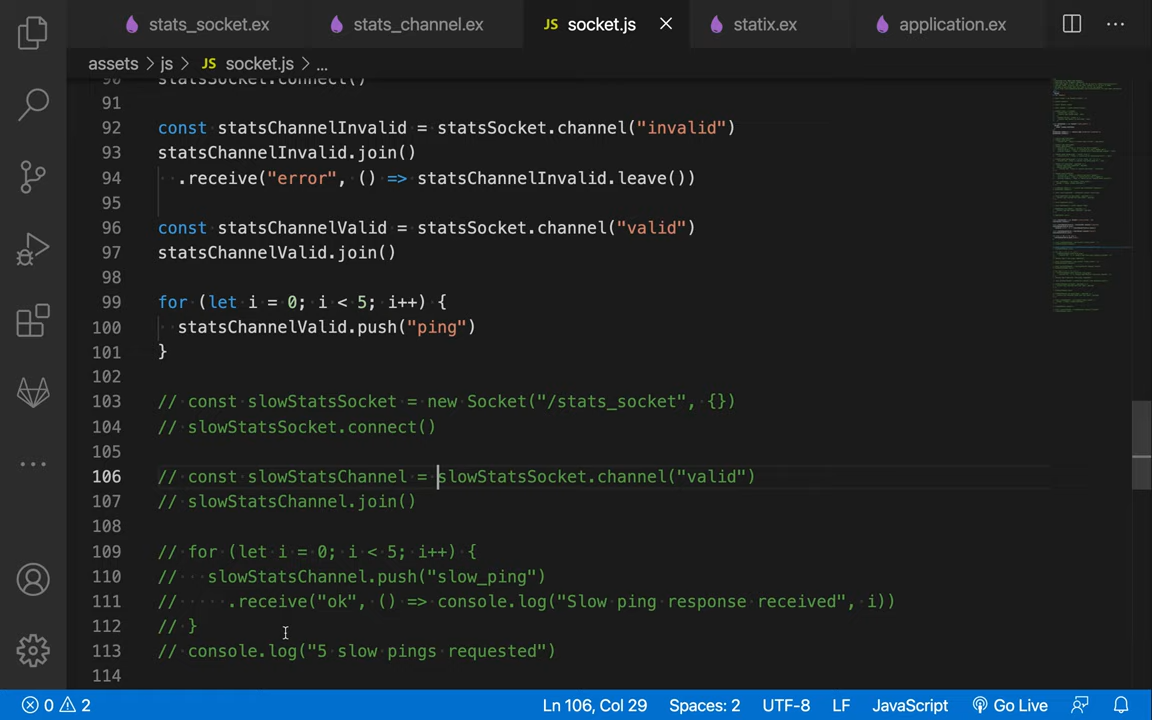 stats_socket.ex
stats_channel.ex
JS socket.js
statix.ex
application.ex
assets > js > JS socket.js > ...
90 statsSocket.connect()
91
92 const statsChannelInvalid = statsSocket.channel("invalid")
93 statsChannelInvalid.join()
94 .receive("error", () => statsChannelInvalid.leave())
95
96 const statsChannelValid = statsSocket.channel("valid")
97 statsChannelValid.join()
98
99 for (let i = 0; i < 5; i++) {
100 statsChannelValid.push("ping")
101 }
102
103 // const slowStatsSocket = new Socket("/stats_socket", {})
104 // slowStatsSocket.connect()
105
106 // const slowStatsChannel = slowStatsSocket.channel("valid")
107 // slowStatsChannel.join()
108
109 // for (let i = 0; i < 5; i++) {
110 // slowStatsChannel.push("slow_ping")
111 // .receive("ok", () => console.log("Slow ping response received", i))
112 // }
113 // console.log("5 slow pings requested")
114
0 2
Ln 106, Col 29
Spaces: 2
UTF-8
LF
JavaScript
Go Live